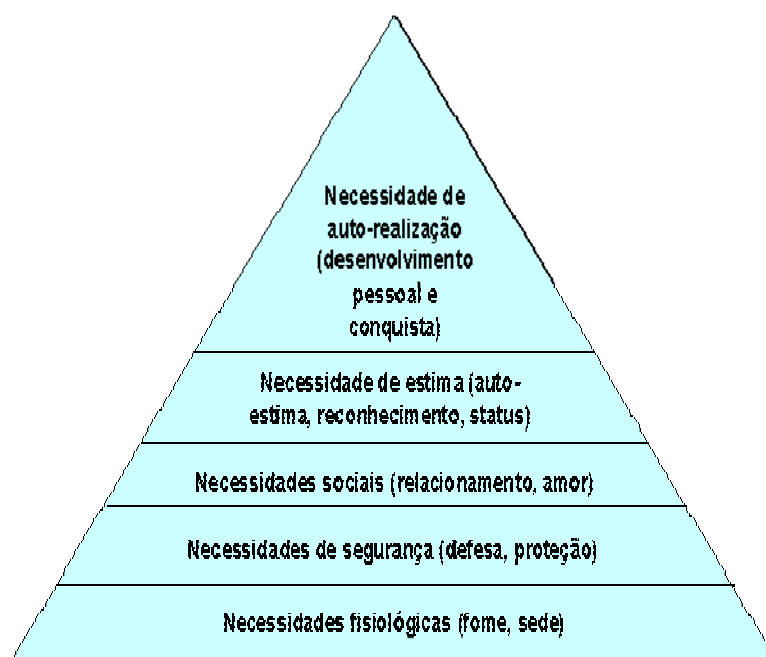 Necessidade de
auto-realização
(desenvolvimento
pessoal e
conquista)
Necessidade de estima (auto-
estima, reconhecimento, status)
Necessidades sociais (relacionamento, amor)
Necessidades de segurança (defesa, proteção)
Necessidades fisiológicas (fome, sede)